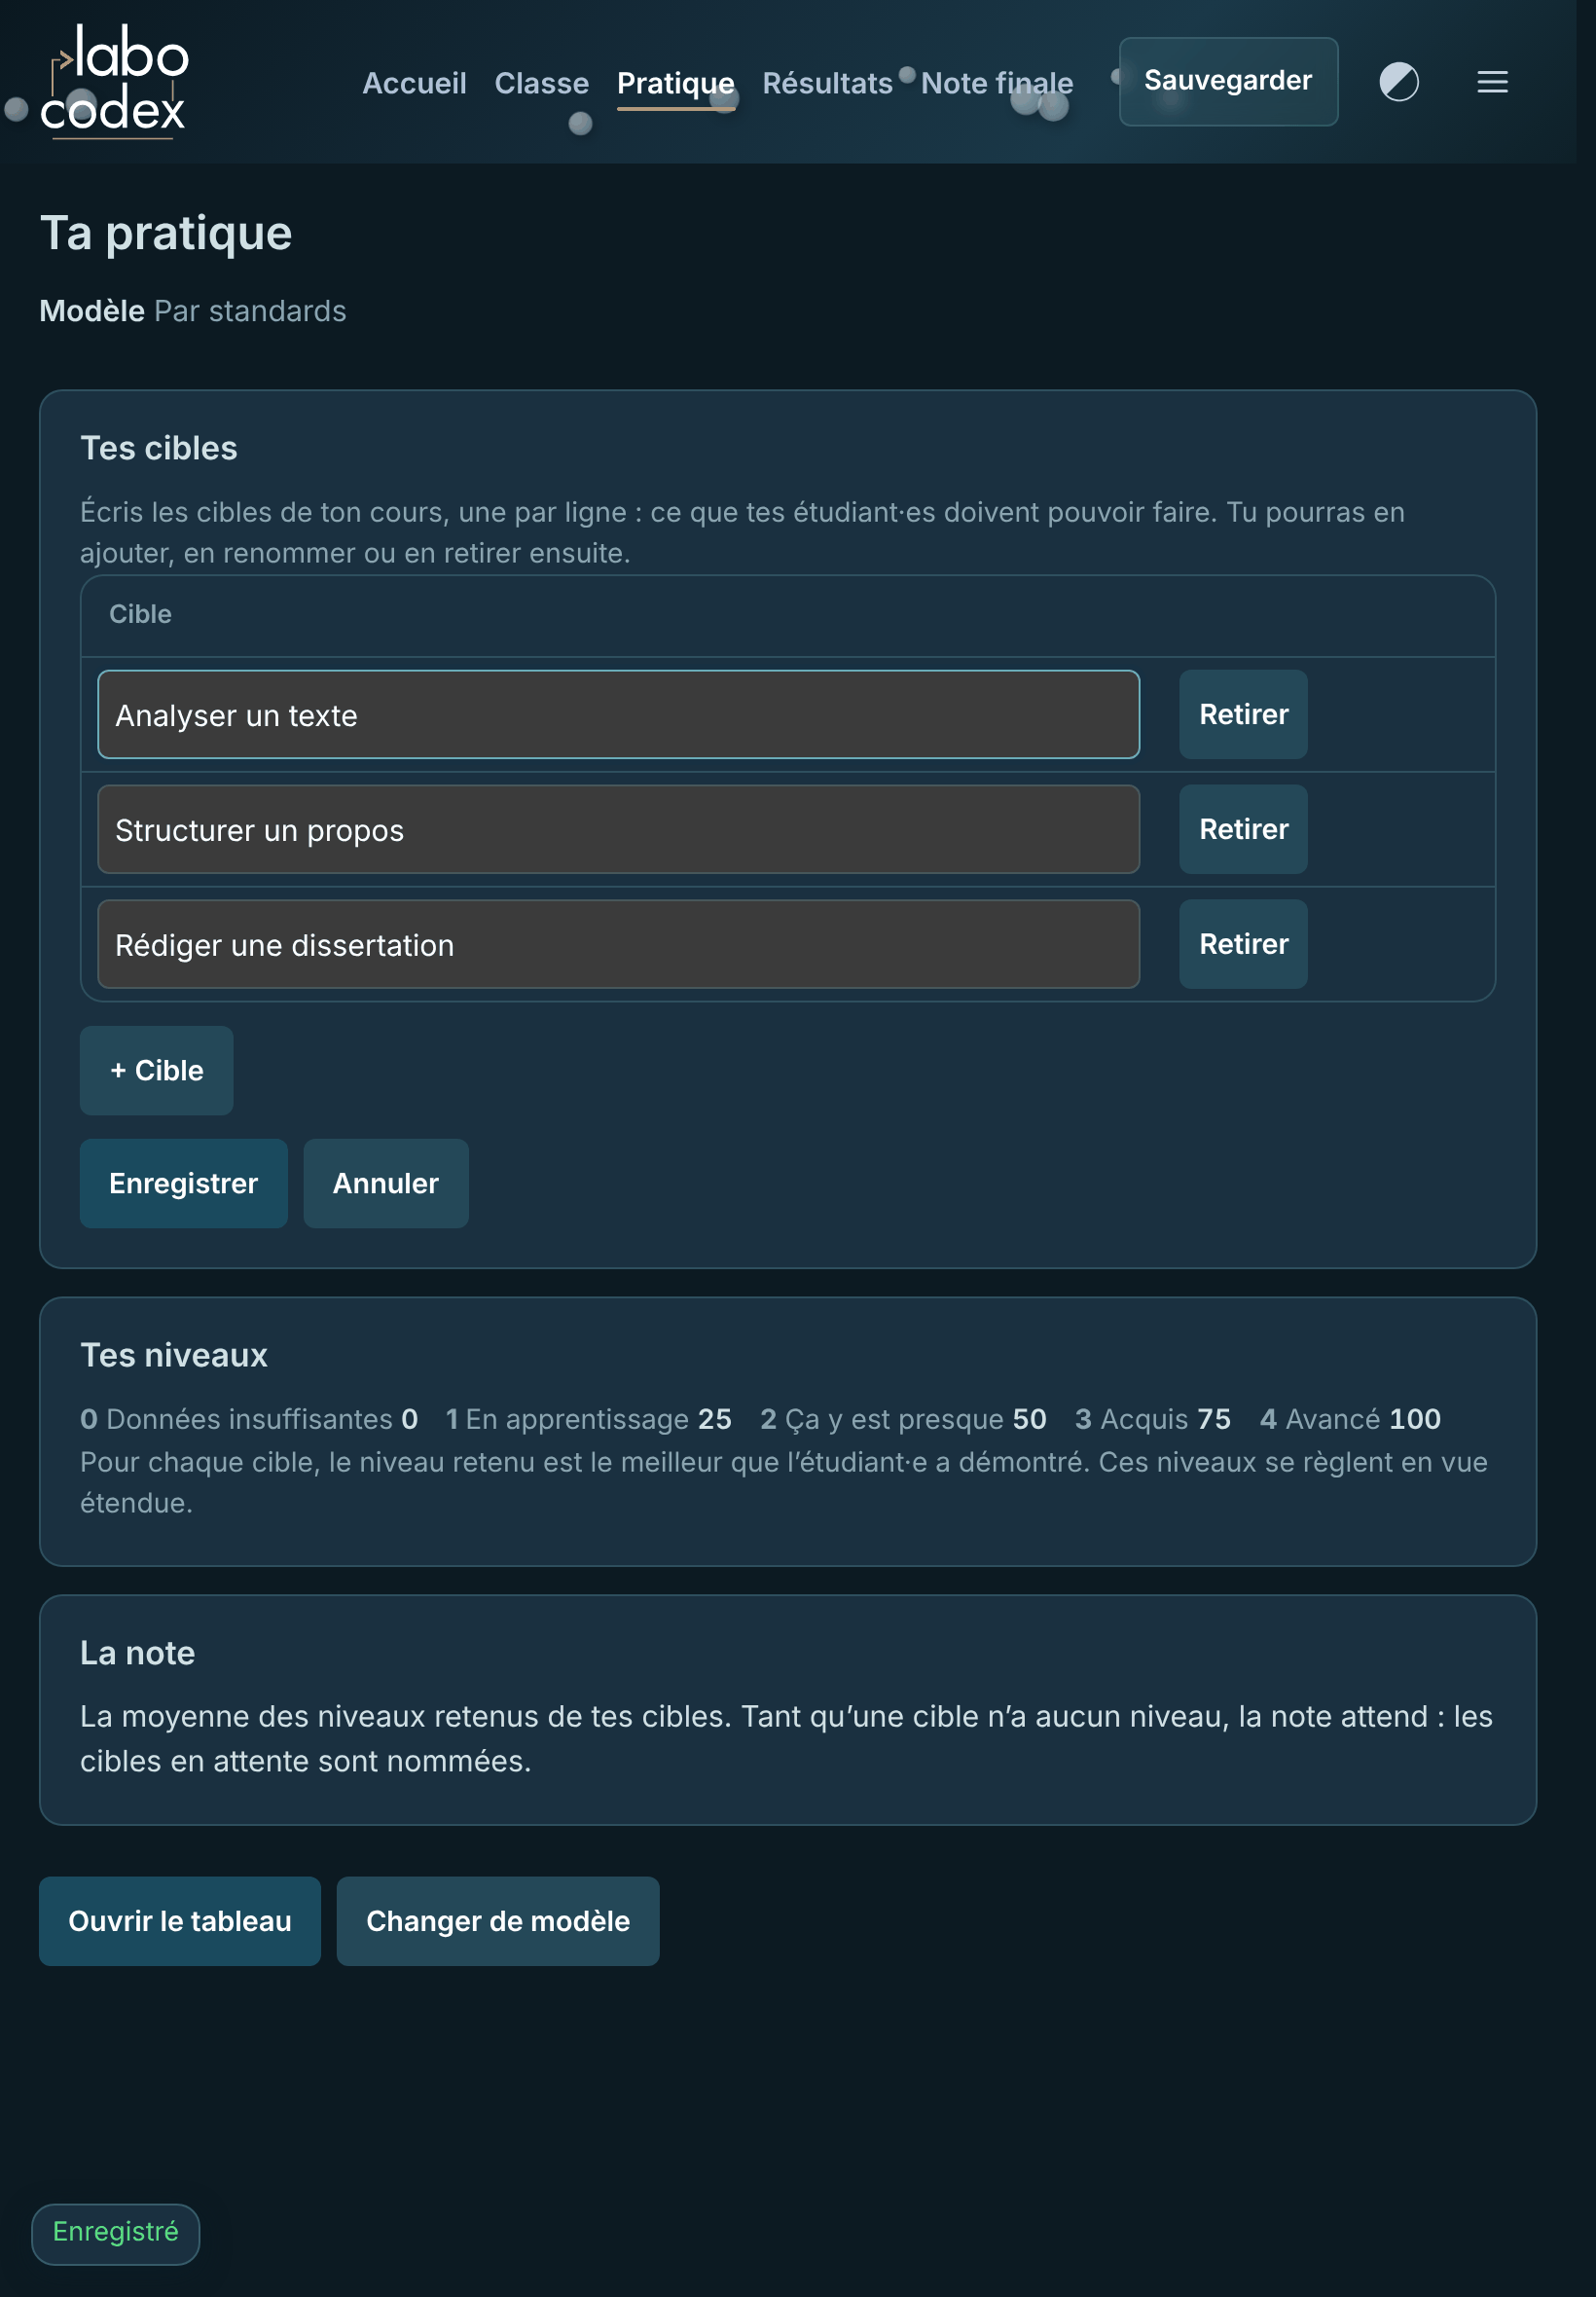 labo
codex
Accueil Classe Pratique Résultats Note finale Sauvegarder
Ta pratique
Modèle Par standards
Tes cibles
Écris les cibles de ton cours, une par ligne : ce que tes étudiant·es doivent pouvoir faire. Tu pourras en
ajouter, en renommer ou en retirer ensuite.
Cible
Analyser un texte Retirer
Structurer un propos Retirer
Rédiger une dissertation Retirer
+ Cible
Enregistrer Annuler
Tes niveaux
0 Données insuffisantes 0 1 En apprentissage 25 2 Ça y est presque 50 3 Acquis 75 4 Avancé 100
Pour chaque cible, le niveau retenu est le meilleur que l’étudiant·e a démontré. Ces niveaux se règlent en vue
étendue.
La note
La moyenne des niveaux retenus de tes cibles. Tant qu’une cible n’a aucun niveau, la note attend : les
cibles en attente sont nommées.
Ouvrir le tableau Changer de modèle
Enregistré